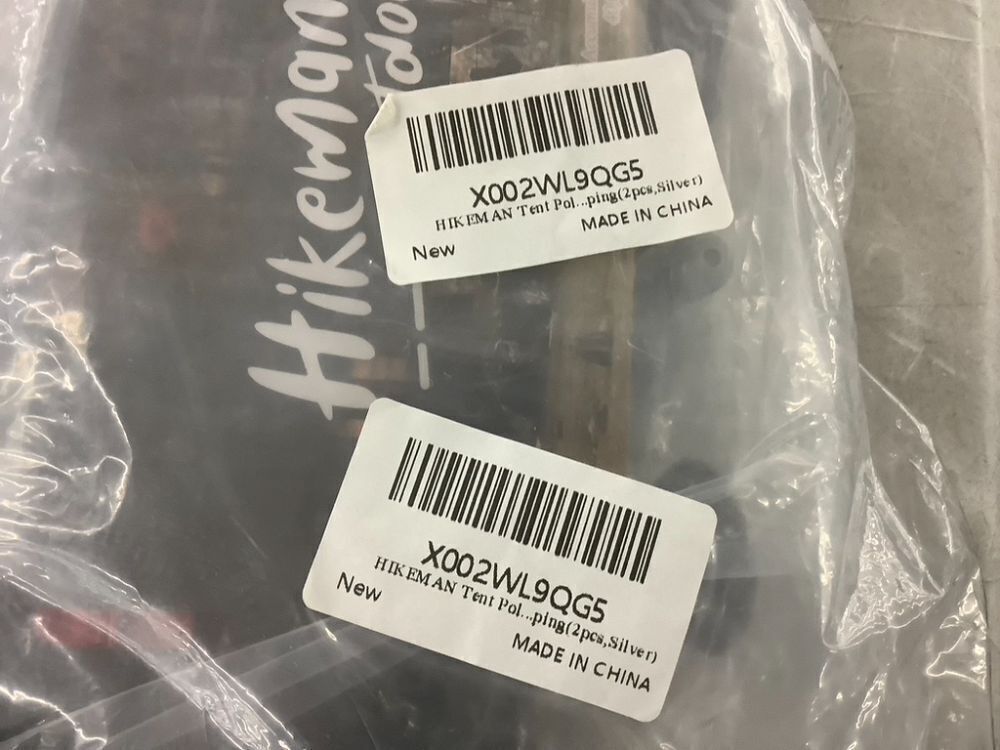 Hikeman
X002WL9QG5
HIKEMAN Tent Pol...ping(2pcs,Silver)
MADE IN CHINA
New
X002WL9QG5
HIKEMAN Tent Pol...ping(2pcs,Silver)
New
MADE IN CHINA